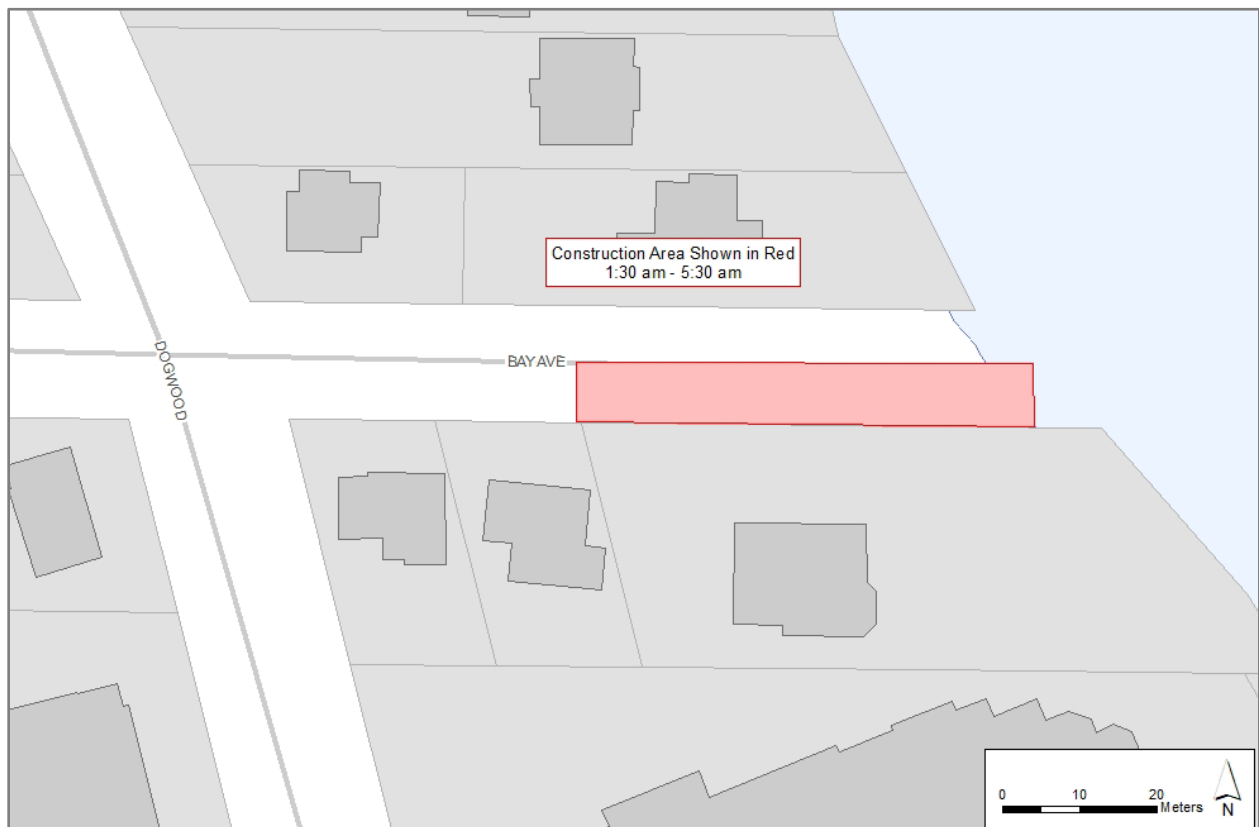 Construction Area Shown in Red
1:30 am - 5:30 am
BAY AVE
DOGWOOD
0 10 20
Meters
N